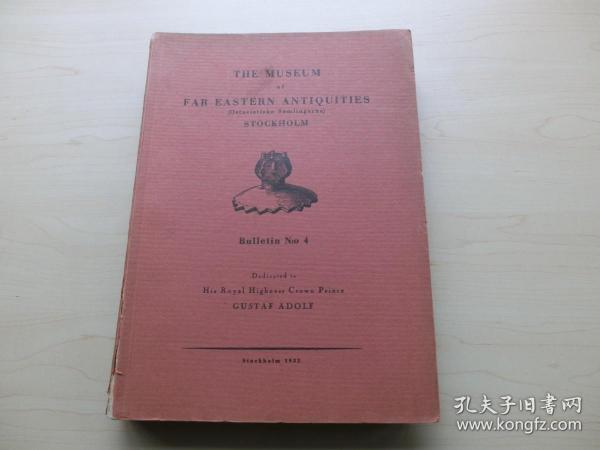 THE MUSEUM
of
FAR EASTERN ANTIQUITIES
(Östasiatiska Samlingarna)
STOCKHOLM
Bulletin No: 4
Dedicated to
His Royal Highness Crown Prince
GUSTAF ADOLF
Stockholm 1932
孔夫子旧书网
www.kongfz.com